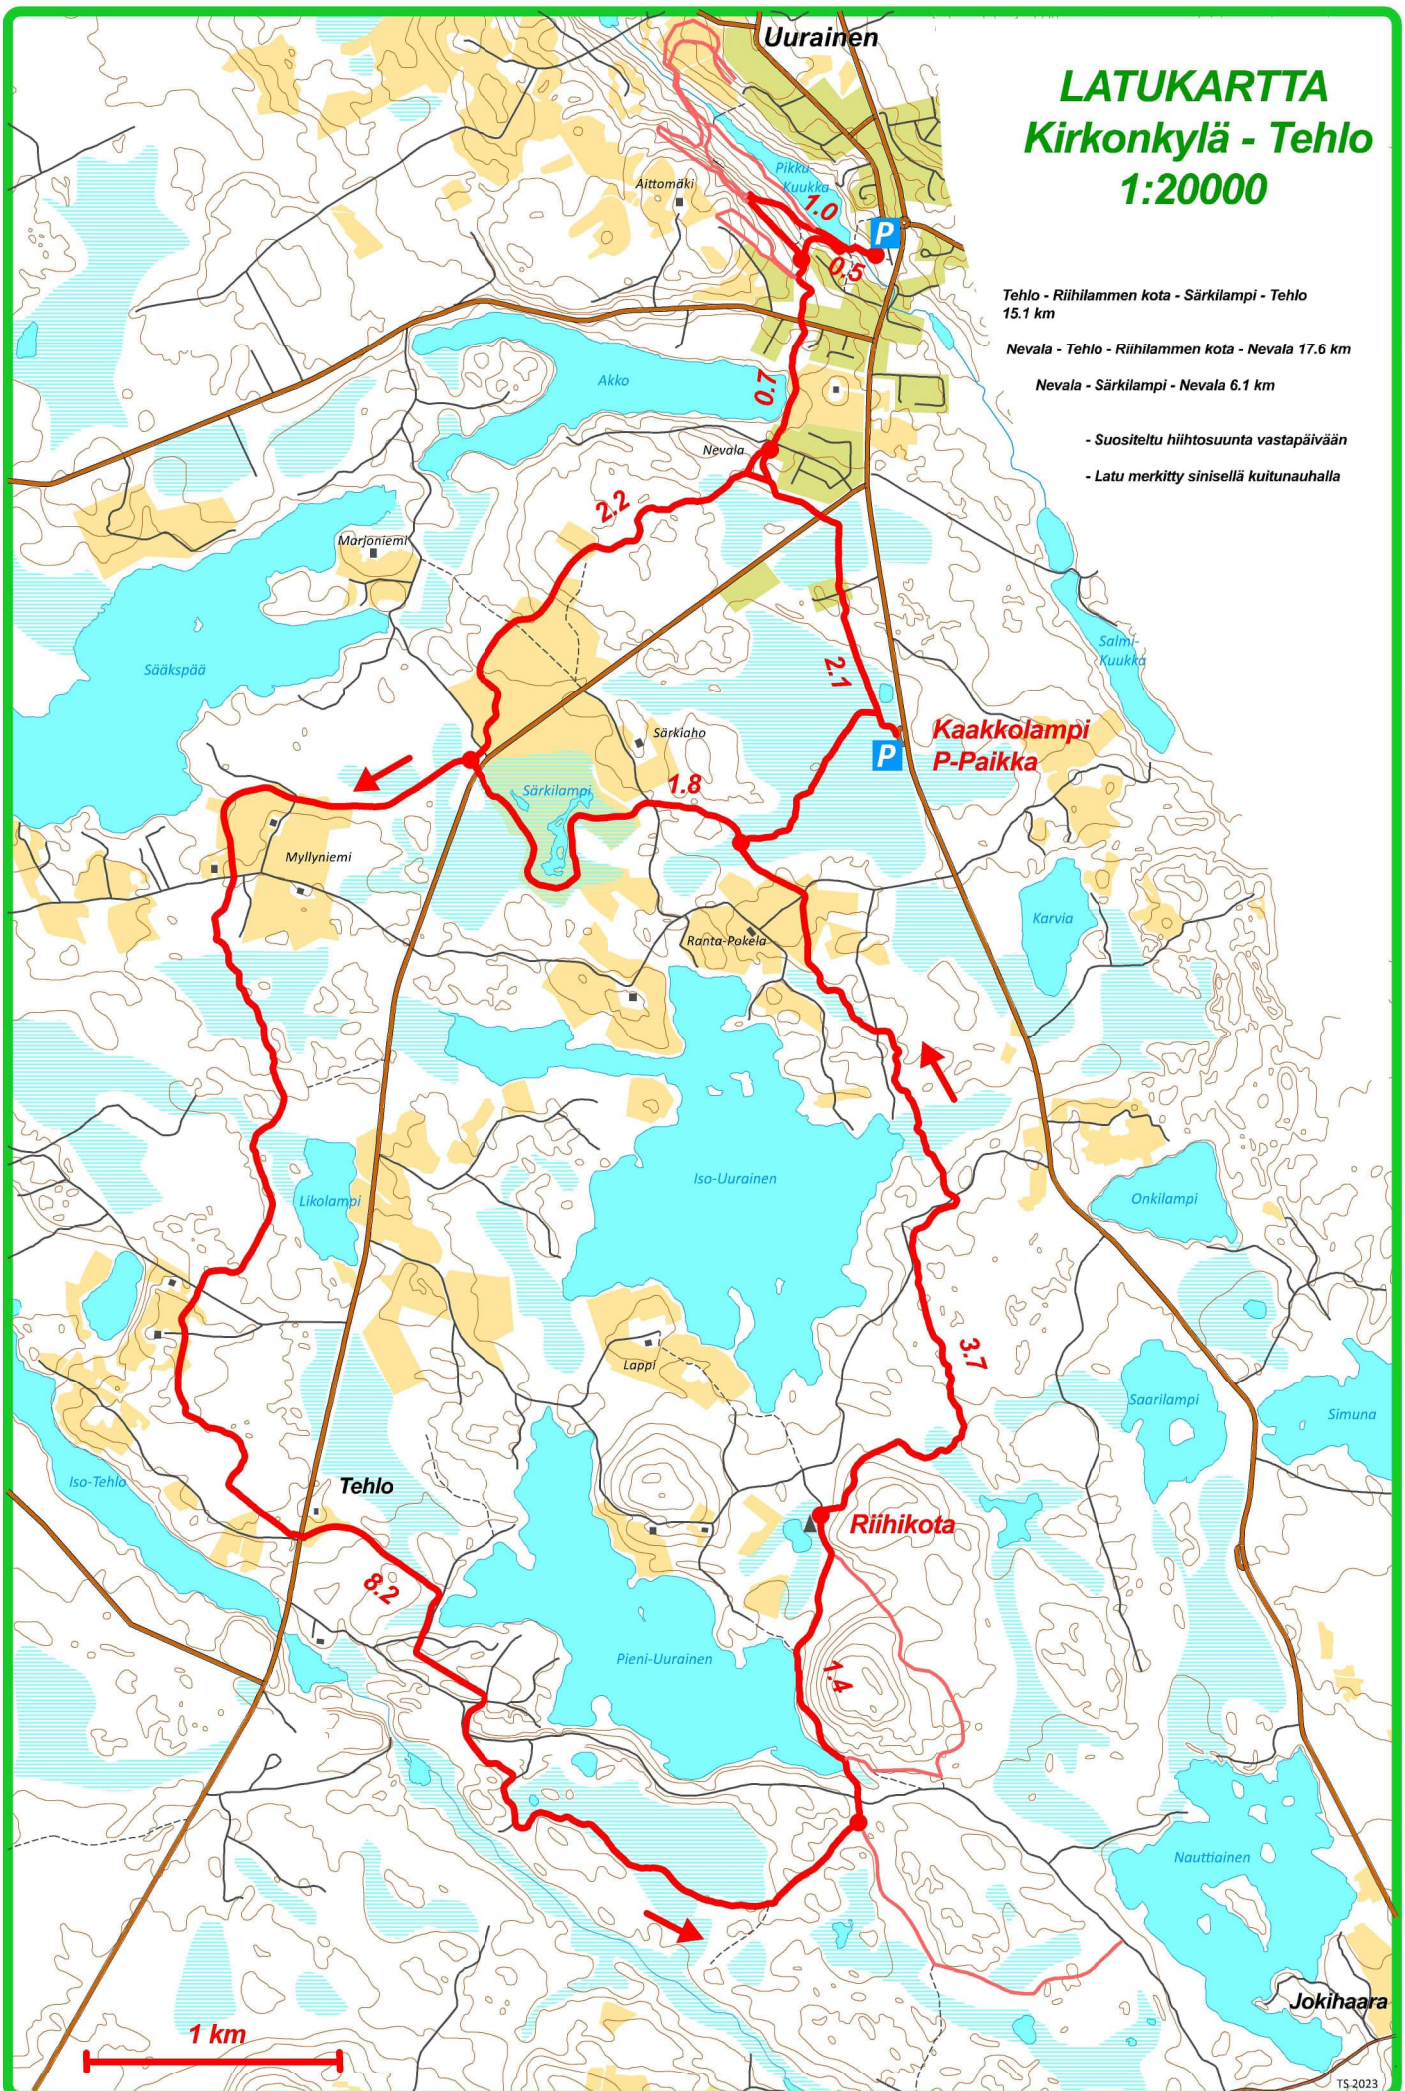 Uurainen
LATUKARTTA
Kirkonkylä - Tehlo
1:20000
Pikku-
Kuukka
Aittomäki
1.0
P
0.5
Tehlo - Riihilammen kota - Särkilampi - Tehlo
15.1 km
Nevala - Tehlo - Riihilammen kota - Nevala 17.6 km
Nevala - Särkilampi - Nevala 6.1 km
- Suositeltu hiihtosuunta vastapäivään
- Latu merkitty sinisellä kuitunauhalla
Akko
0.7
Nevala
2.2
Marjoniemi
Sääkspää
Salmi-
Kuukka
2.1
Särkiaho
Kaakkolampi
P-Paikka
P
Särkilampi
1.8
Myllyniemi
Karvia
Ranta-Pokela
Iso-Uurainen
Likolampi
Onkilampi
3.7
Lappi
Saarilampi
Simuna
Iso-Tehlo
Tehlo
Riihikota
8.2
Pieni-Uurainen
1.4
Nauttiainen
Jokihaara
1 km
TS 2023